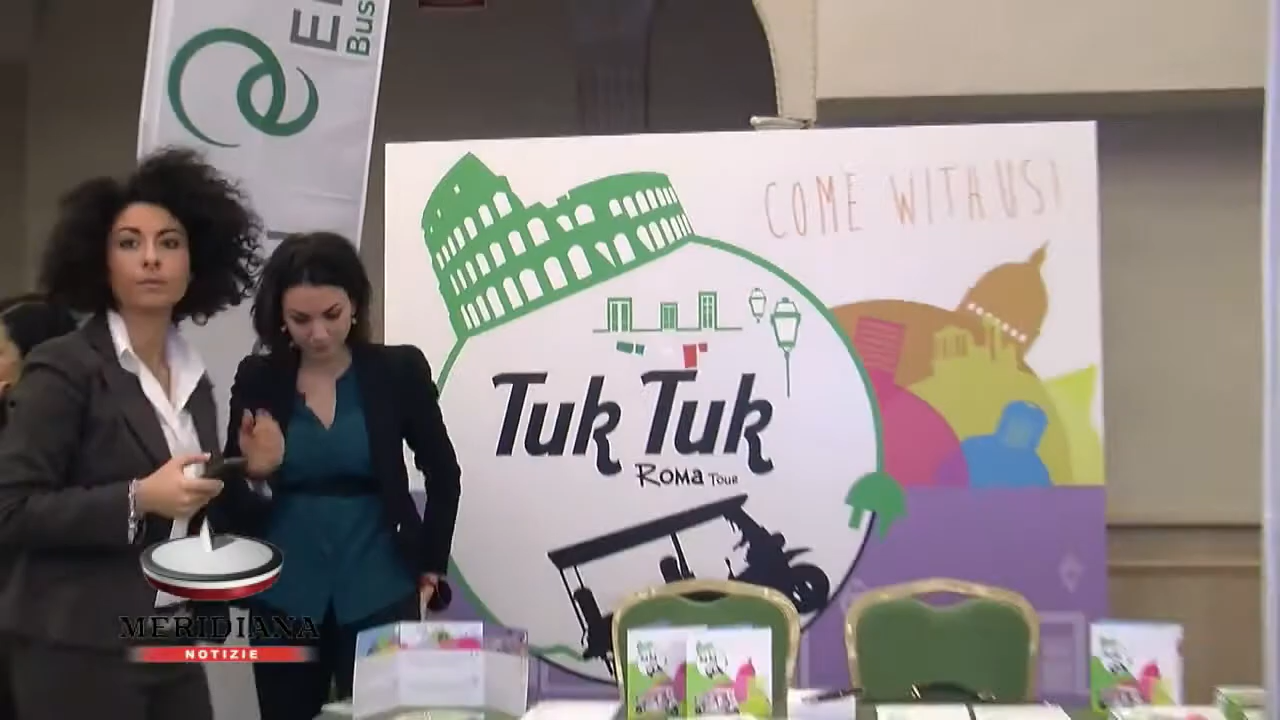 COME WITH US!
Tuk Tuk
Roma Tour
MERIDIANA
NOTIZIE